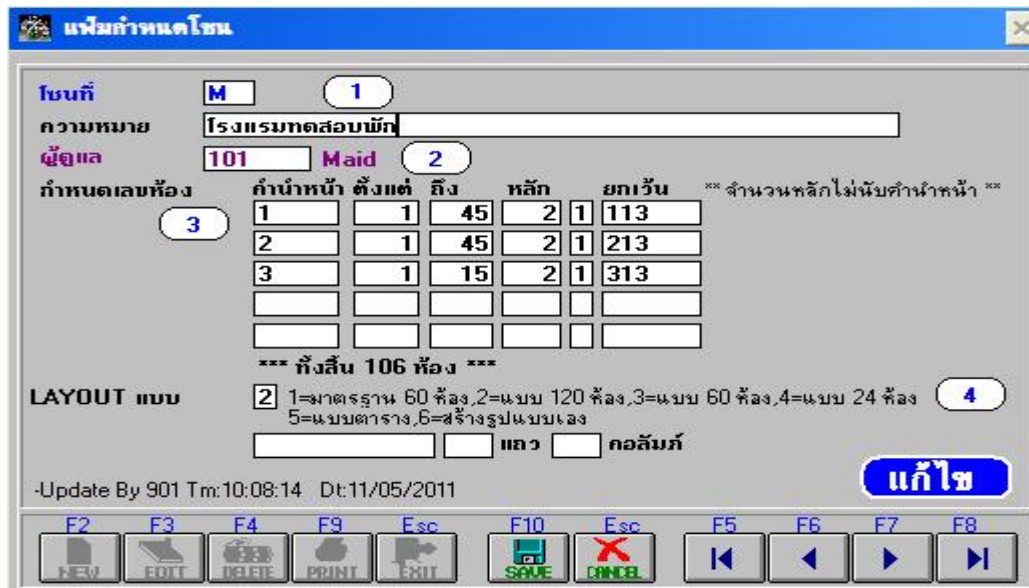 แฟ้มกำหนดโซน
โซนที่ M 1
ความหมาย โรงแรมทดสอบพัก
ผู้ดูแล 101 Maid 2
กำหนดเลขห้อง คำนำหน้า ตั้งแต่ ถึง หลัก ยกเว้น ** จำนวนหลักไม่นับคำนำหน้า **
3
1 1 45 2 1 113
2 1 45 2 1 213
3 1 15 2 1 313
*** ทั้งสิ้น 106 ห้อง ***
LAYOUT แบบ 2 1=มาตรฐาน 60 ห้อง,2=แบบ 120 ห้อง,3=แบบ 60 ห้อง,4=แบบ 24 ห้อง 4
5=แบบตาราง,6=สร้างรูปแบบเอง
แถว คอลัมภ์
แก้ไข
-Update By 901 Tm:10:08:14 Dt:11/05/2011
F2 F3 F4 F9 Esc F10 Esc F5 F6 F7 F8
NEW EDIT DELETE PRINT EXIT SAVE CANCEL